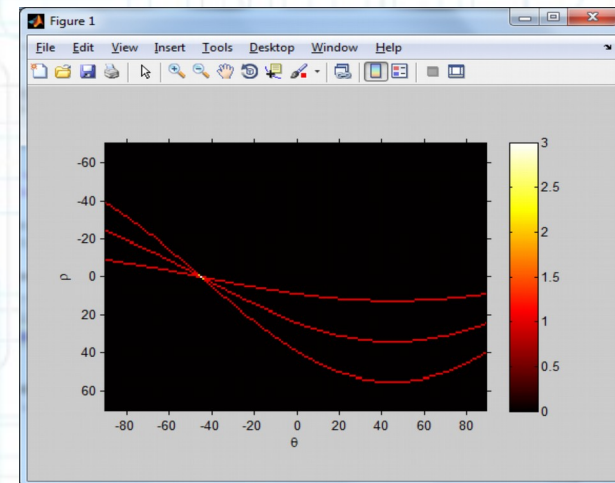 Figure 1
File Edit View Insert Tools Desktop Window Help
-60
-40
-20
0
20
40
60
ρ
-80 -60 -40 -20 0 20 40 60 80
θ
3
2.5
2
1.5
1
0.5
0